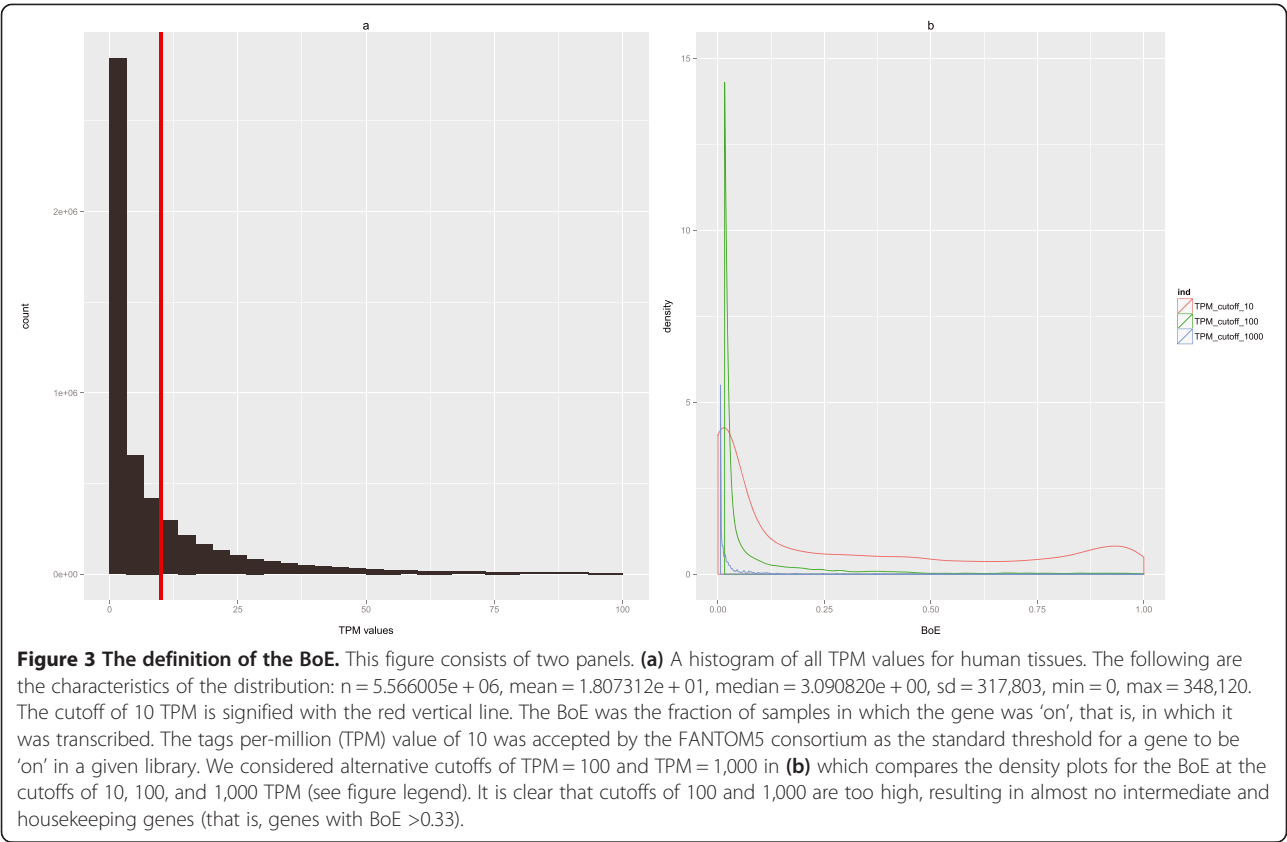 a
count
2e+06
1e+06
0e+00
0
25
50
75
100
TPM values
b
density
15
10
5
0
0.00
0.25
0.50
0.75
1.00
BoE
ind
TPM_cutoff_10
TPM_cutoff_100
TPM_cutoff_1000
Figure 3 The definition of the BoE. This figure consists of two panels. (a) A histogram of all TPM values for human tissues. The following are
the characteristics of the distribution: n = 5.566005e + 06, mean = 1.807312e + 01, median = 3.090820e + 00, sd = 317,803, min = 0, max = 348,120.
The cutoff of 10 TPM is signified with the red vertical line. The BoE was the fraction of samples in which the gene was ‘on’, that is, in which it
was transcribed. The tags per-million (TPM) value of 10 was accepted by the FANTOM5 consortium as the standard threshold for a gene to be
‘on’ in a given library. We considered alternative cutoffs of TPM = 100 and TPM = 1,000 in (b) which compares the density plots for the BoE at the
cutoffs of 10, 100, and 1,000 TPM (see figure legend). It is clear that cutoffs of 100 and 1,000 are too high, resulting in almost no intermediate and
housekeeping genes (that is, genes with BoE >0.33).